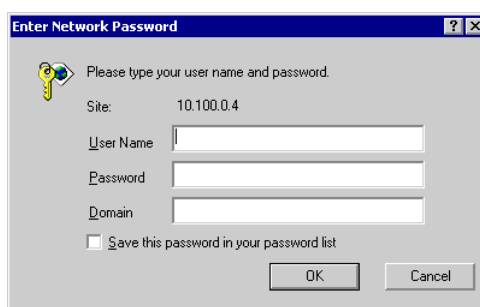 Enter Network Password
Please type your user name and password.
Site: 10.100.0.4
User Name
Password
Domain
Save this password in your password list
OK Cancel